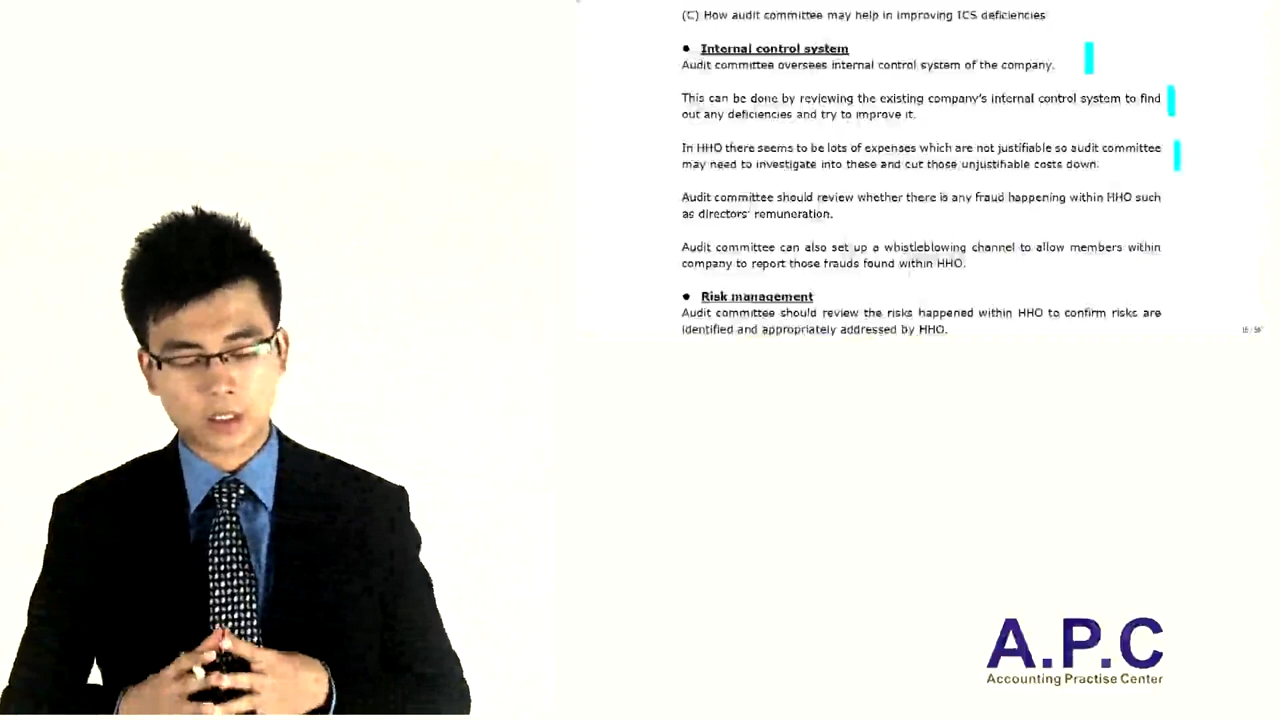 (C) How audit committee may help in improving ICS deficiencies
● Internal control system
Audit committee oversees internal control system of the company.
This can be done by reviewing the existing company's internal control system to find
out any deficiencies and try to improve it.
In HHO there seems to be lots of expenses which are not justifiable so audit committee
may need to investigate into these and cut those unjustifiable costs down.
Audit committee should review whether there is any fraud happening within HHO such
as directors' remuneration.
Audit committee can also set up a whistleblowing channel to allow members within
company to report those frauds found within HHO.
● Risk management
Audit committee should review the risks happened within HHO to confirm risks are
identified and appropriately addressed by HHO.
A.P.C
Accounting Practise Center